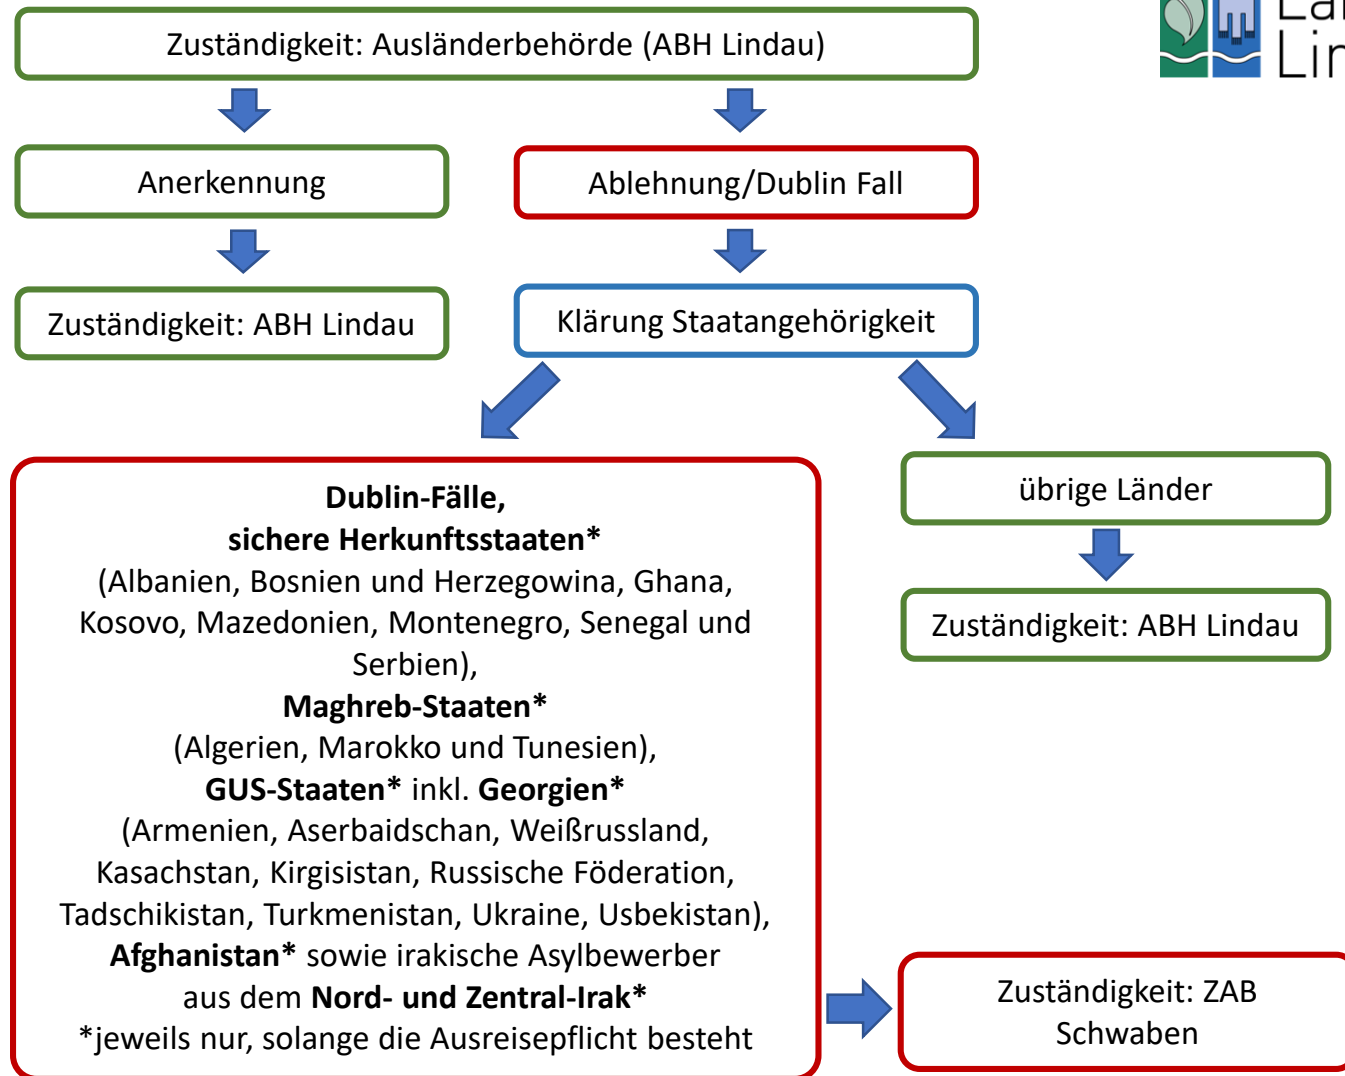 Zuständigkeit: Ausländerbehörde (ABH Lindau)
Anerkennung
Ablehnung/Dublin Fall
Zuständigkeit: ABH Lindau
Klärung Staatangehörigkeit
Dublin-Fälle,
sichere Herkunftsstaaten*
(Albanien, Bosnien und Herzegowina, Ghana,
Kosovo, Mazedonien, Montenegro, Senegal und
Serbien),
Maghreb-Staaten*
(Algerien, Marokko und Tunesien),
GUS-Staaten* inkl. Georgien*
(Armenien, Aserbaidschan, Weißrussland,
Kasachstan, Kirgisistan, Russische Föderation,
Tadschikistan, Turkmenistan, Ukraine, Usbekistan),
Afghanistan* sowie irakische Asylbewerber
aus dem Nord- und Zentral-Irak*
*jeweils nur, solange die Ausreisepflicht besteht
übrige Länder
Zuständigkeit: ABH Lindau
Zuständigkeit: ZAB
Schwaben